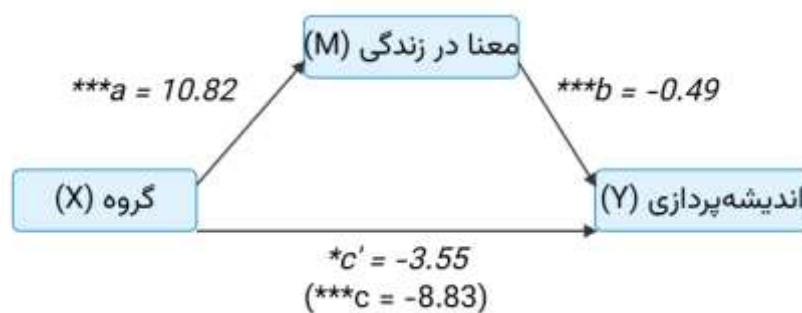 معنا در زندگی (M)
***a = 10.82
***b = -0.49
گروه (X)
اندیشه‌پردازی (Y)
*c' = -3.55
(***c = -8.83)